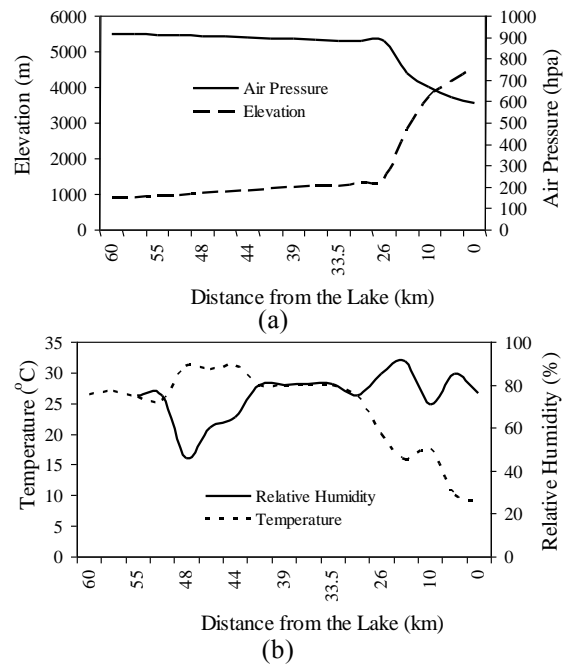 6000
5000
4000
3000
2000
1000
0
Elevation (m)
1000
900
800
700
600
500
400
300
200
100
0
Air Pressure (hpa)
Air Pressure
Elevation
60 55 48 44 39 33.5 26 10 0
Distance from the Lake (km)
(a)
35
30
25
20
15
10
5
0
Temperature (°C)
100
80
60
40
20
0
Relative Humidity (%)
Relative Humidity
Temperature
60 55 48 44 39 33.5 26 10 0
Distance from the Lake (km)
(b)